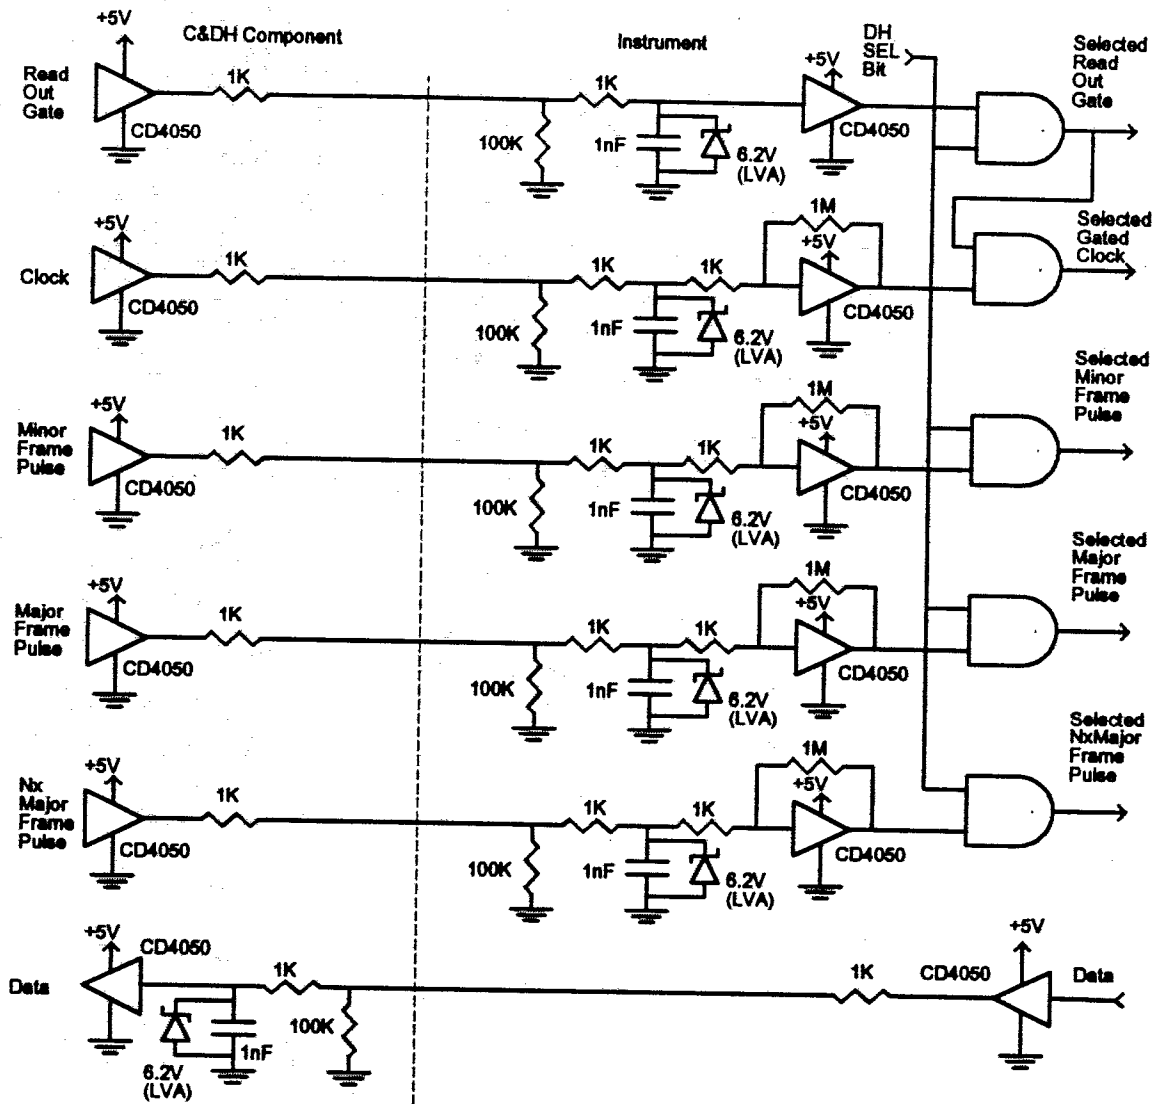 C&DH Component
Instrument
DH
SEL
Bit
Selected
Read
Out
Gate
+5V
Read
Out
Gate
1K
CD4050
100K
1K
1nF
6.2V
(LVA)
+5V
CD4050
Selected
Gated
Clock
+5V
Clock
1K
CD4050
100K
1K
1K
1nF
6.2V
(LVA)
1M
+5V
CD4050
Selected
Minor
Frame
Pulse
+5V
Minor
Frame
Pulse
1K
CD4050
100K
1K
1K
1nF
6.2V
(LVA)
1M
+5V
CD4050
Selected
Major
Frame
Pulse
+5V
Major
Frame
Pulse
1K
CD4050
100K
1K
1K
1nF
6.2V
(LVA)
1M
+5V
CD4050
Selected
NxMajor
Frame
Pulse
+5V
Nx
Major
Frame
Pulse
1K
CD4050
100K
1K
1K
1nF
6.2V
(LVA)
1M
+5V
CD4050
+5V
CD4050
Data
1K
100K
1nF
6.2V
(LVA)
1K
CD4050
+5V
Data